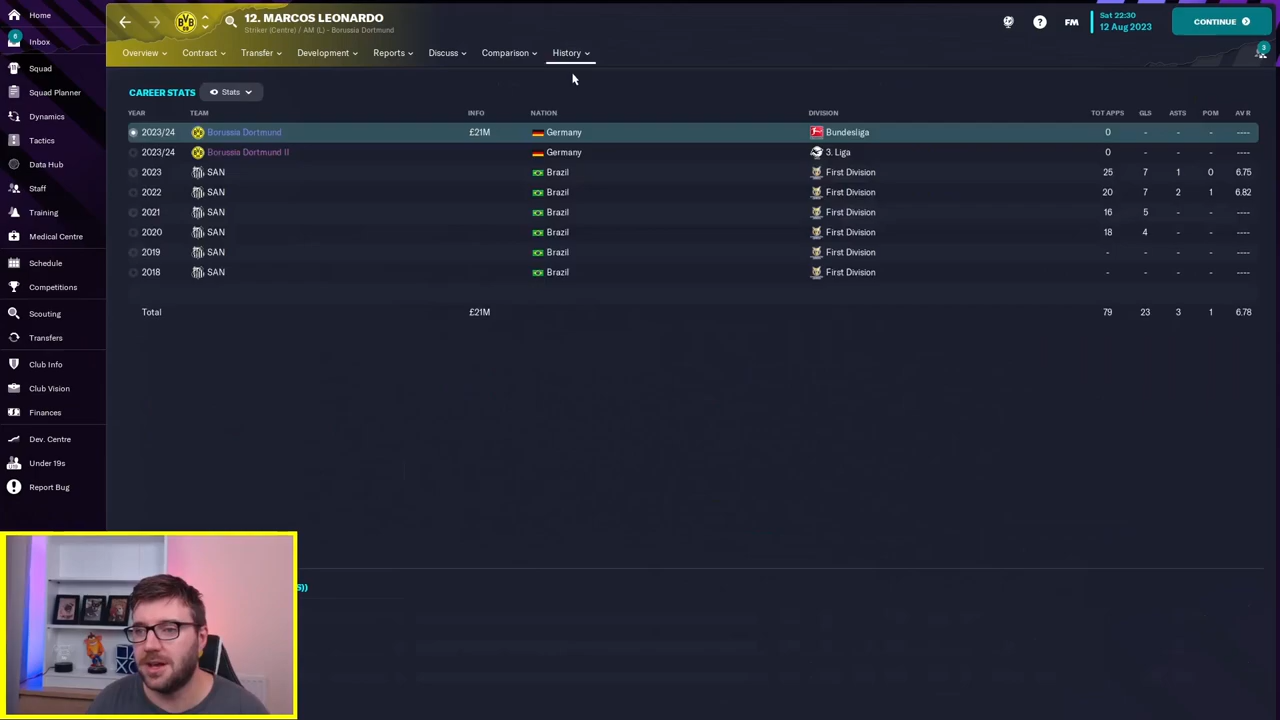 Home
12. MARCOS LEONARDO
Striker (Centre) / AM (L) - Borussia Dortmund
FM
Sat 22:30
12 Aug 2023
CONTINUE
6
Inbox
3
Overview
Contract
Transfer
Development
Reports
Discuss
Comparison
History
Squad
Squad Planner
Dynamics
Tactics
Data Hub
Staff
Training
Medical Centre
Schedule
Competitions
Scouting
Transfers
Club Info
Club Vision
Finances
Dev. Centre
Under 19s
Report Bug
CAREER STATS Stats
YEAR TEAM INFO NATION DIVISION TOT APPS GLS ASTS POM AV R
2023/24 Borussia Dortmund £21M Germany Bundesliga 0 - - - ----
2023/24 Borussia Dortmund II Germany 3. Liga 0 - - - ----
2023 SAN Brazil First Division 25 7 1 0 6.75
2022 SAN Brazil First Division 20 7 2 1 6.82
2021 SAN Brazil First Division 16 5 - - ----
2020 SAN Brazil First Division 18 4 - - ----
2019 SAN Brazil First Division - - - - ----
2018 SAN Brazil First Division - - - - ----
Total £21M 79 23 3 1 6.78